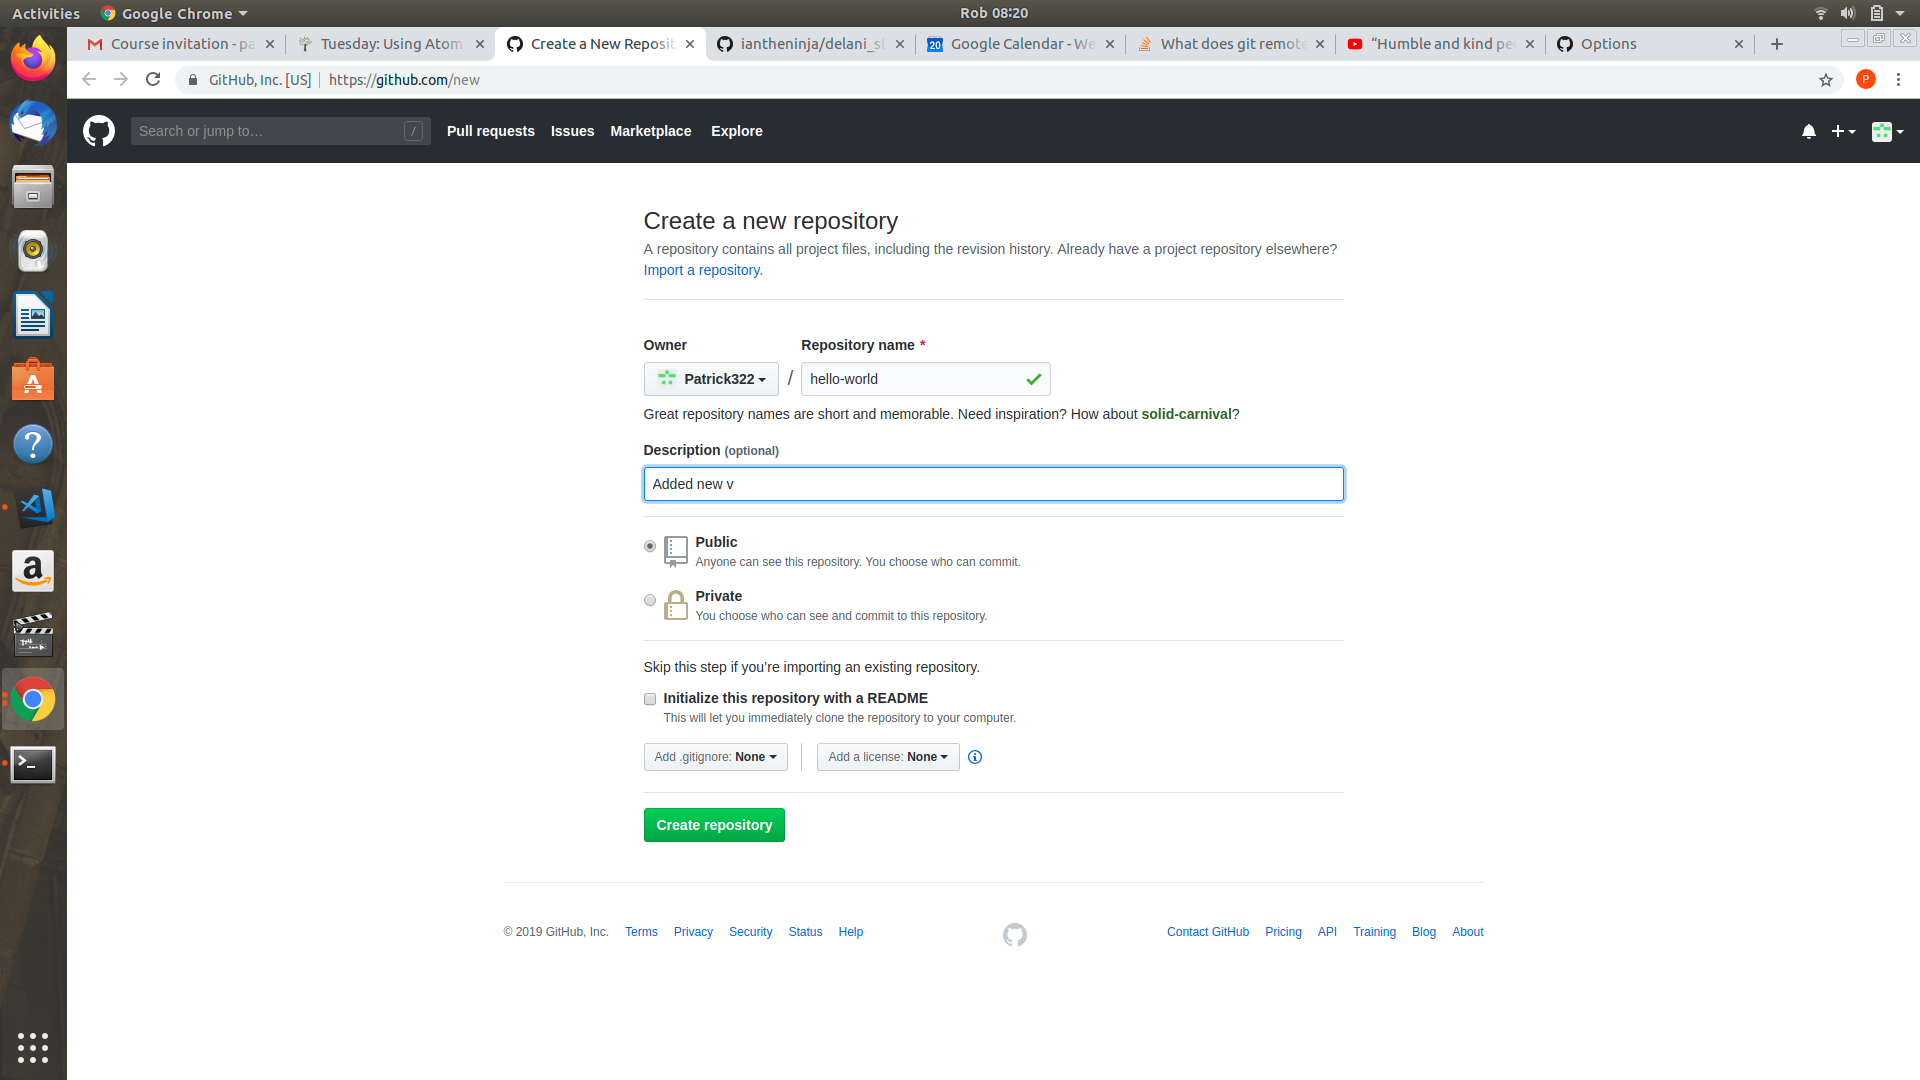 Activities
Google Chrome
Rob 08:20
Course invitation - pa
Tuesday: Using Atom
Create a New Reposit
iantheninja/delani_st
Google Calendar - We
What does git remote
“Humble and kind pe
Options
GitHub, Inc. [US]
https://github.com/new
P
Search or jump to…
/
Pull requests
Issues
Marketplace
Explore
Create a new repository
A repository contains all project files, including the revision history. Already have a project repository elsewhere?
Import a repository.
Owner
Repository name *
Patrick322
/
hello-world
Great repository names are short and memorable. Need inspiration? How about solid-carnival?
Description (optional)
Added new v
Public
Anyone can see this repository. You choose who can commit.
Private
You choose who can see and commit to this repository.
Skip this step if you’re importing an existing repository.
Initialize this repository with a README
This will let you immediately clone the repository to your computer.
Add .gitignore: None
Add a license: None
Create repository
© 2019 GitHub, Inc.
Terms
Privacy
Security
Status
Help
Contact GitHub
Pricing
API
Training
Blog
About